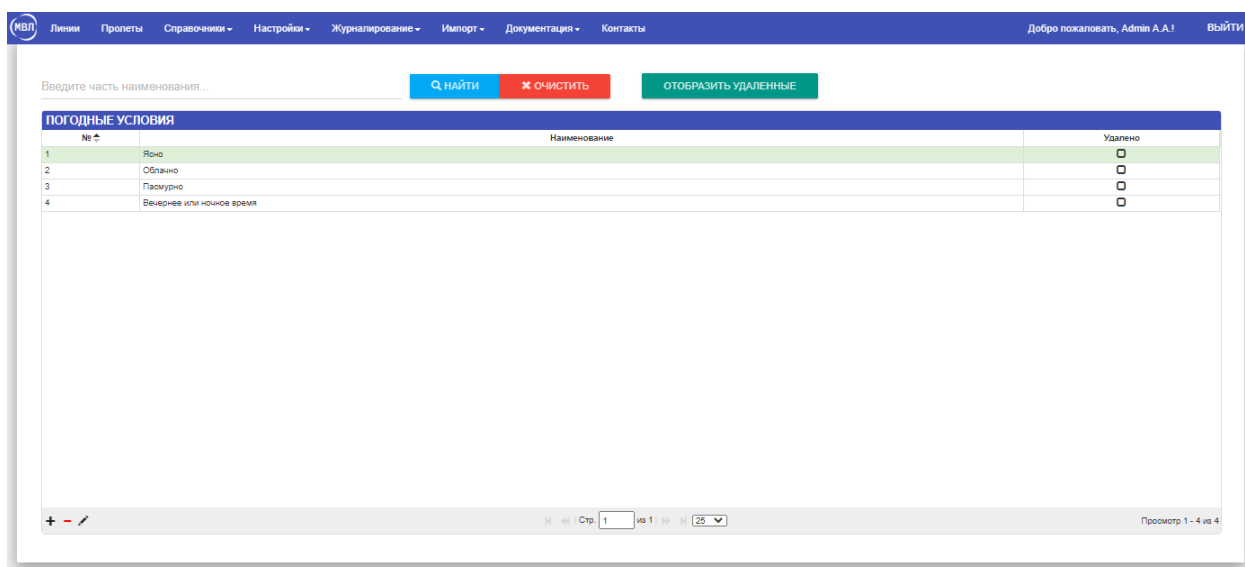 МВЛ Линии Пролеты Справочники Настройки Журналирование Импорт Документация Контакты Добро пожаловать, Admin A.A.! ВЫЙТИ
Введите часть наименования... НАЙТИ ОЧИСТИТЬ ОТОБРАЗИТЬ УДАЛЕННЫЕ
ПОГОДНЫЕ УСЛОВИЯ
№ Наименование Удалено
1 Ясно
2 Облачно
3 Пасмурно
4 Вечернее или ночное время
Стр. 1 из 1 25 Просмотр 1 - 4 из 4